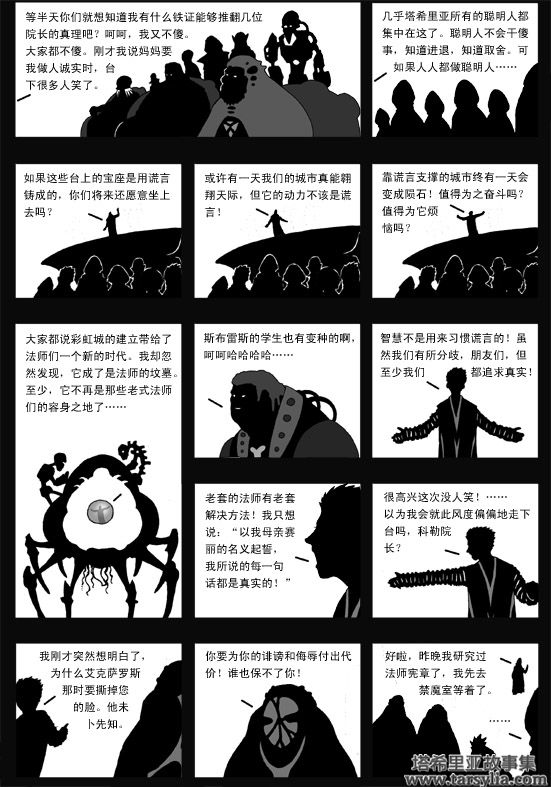 等半天你们就想知道我有什么铁证能够推翻几位
院长的真理吧？呵呵，我又不傻。
大家都不傻。刚才我说妈妈要
我做人诚实时，台
下很多人笑了。
几乎塔希里亚所有的聪明人都
集中在这了。聪明人不会干傻
事，知道进退，知道取舍。可
如果人人都做聪明人……
如果这些台上的宝座是用谎言
铸成的，你们将来还愿意坐上
去吗？
或许有一天我们的城市真能翱
翔天际，但它的动力不该是谎
言！
靠谎言支撑的城市终有一天会
变成陨石！值得为之奋斗吗？
值得为它烦
恼吗？
大家都说彩虹城的建立带给了
法师们一个新的时代。我却忽
然发现，它成了是法师的坟墓。
至少，它不再是那些老式法师
们的容身之地了……
斯布雷斯的学生也有变种的啊，
呵呵哈哈哈哈……
智慧不是用来习惯谎言的！虽
然我们有所分歧，朋友们，但
至少我们
都追求真实！
老套的法师有老套
解决方法！我只想
说：“以我母亲赛
丽的名义起誓，
我所说的每一句
话都是真实的！”
很高兴这次没人笑！……
以为我会就此风度偏偏地走下
台吗，科勒院
长？
我刚才突然想明白了，
为什么艾克萨罗斯
那时要撕掉您
的脸。他未
卜先知。
你要为你的诽谤和侮辱付出代
价！谁也保不了你！
好啦，昨晚我研究过
法师宪章了，我先去
禁魔室等着了。
……
塔希里亚故事集
www.tarsylia.com